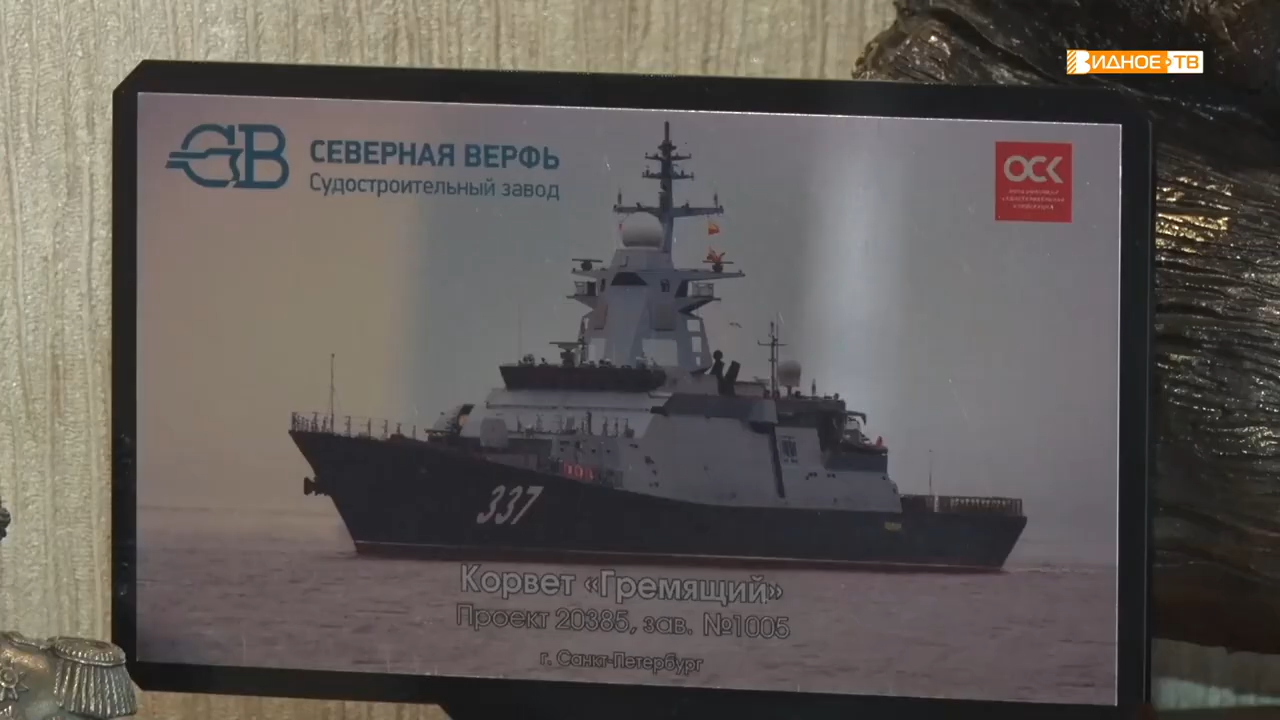 ВИДНОЕ-ТВ
СВ
СЕВЕРНАЯ ВЕРФЬ
Судостроительный завод
ОСК
337
Корвет «Гремящий»
Проект 20385, зав. №1005
г. Санкт-Петербург